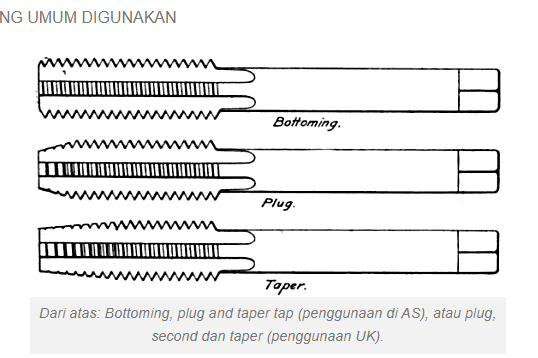 NG UMUM DIGUNAKAN
Bottoming.
Plug.
Taper.
Dari atas: Bottoming, plug and taper tap (penggunaan di AS), atau plug,
second dan taper (penggunaan UK).